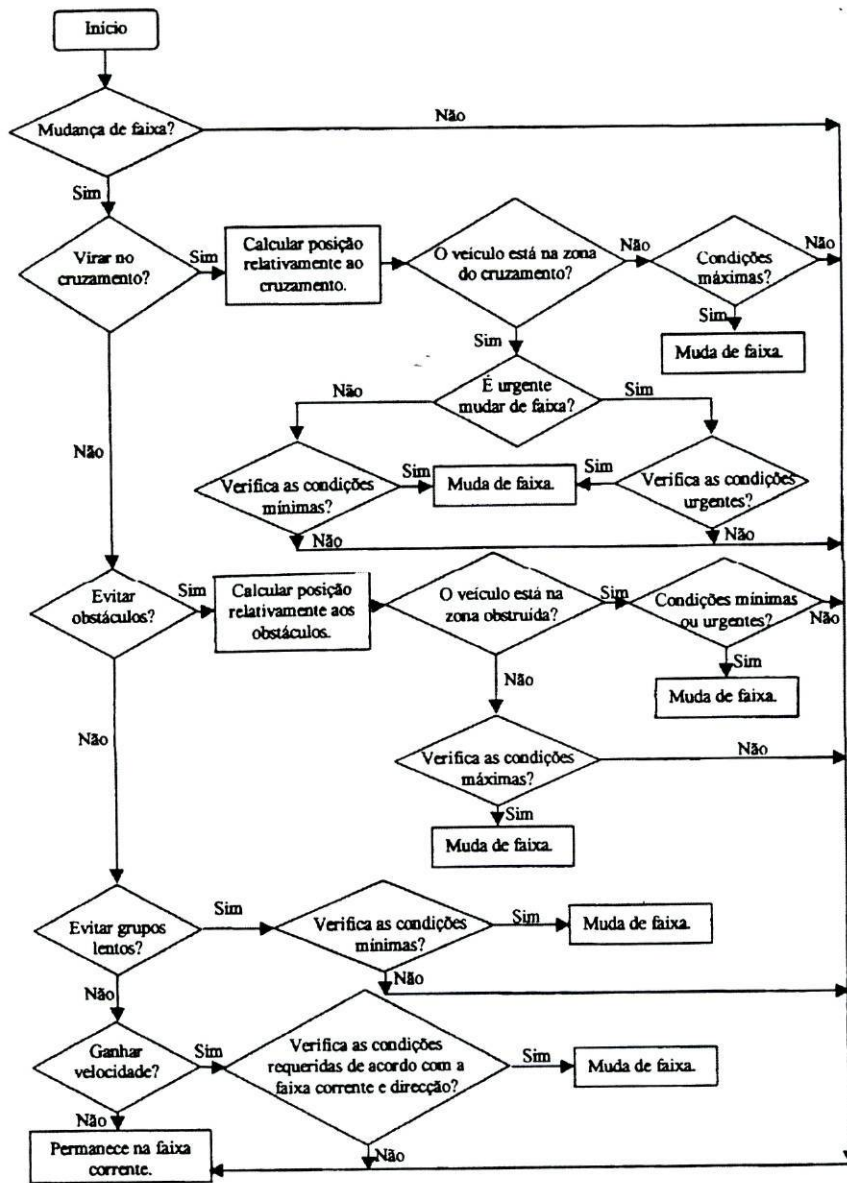 Início
Mudança de faixa?
Não
Sim
Virar no
cruzamento?
Sim
Calcular posição
relativamente ao
cruzamento.
O veículo está na zona
do cruzamento?
Não
Condições
máximas?
Não
Sim
Muda de faixa.
Sim
É urgente
mudar de faixa?
Não
Sim
Não
Verifica as condições
mínimas?
Sim
Muda de faixa.
Sim
Verifica as condições
urgentes?
Não
Não
Evitar
obstáculos?
Sim
Calcular posição
relativamente aos
obstáculos.
O veículo está na
zona obstruída?
Sim
Condições mínimas
ou urgentes?
Não
Sim
Muda de faixa.
Não
Não
Verifica as condições
máximas?
Não
Sim
Muda de faixa.
Evitar grupos
lentos?
Sim
Verifica as condições
mínimas?
Sim
Muda de faixa.
Não
Não
Ganhar
velocidade?
Sim
Verifica as condições
requeridas de acordo com a
faixa corrente e direcção?
Sim
Muda de faixa.
Não
Permanece na faixa
corrente.
Não